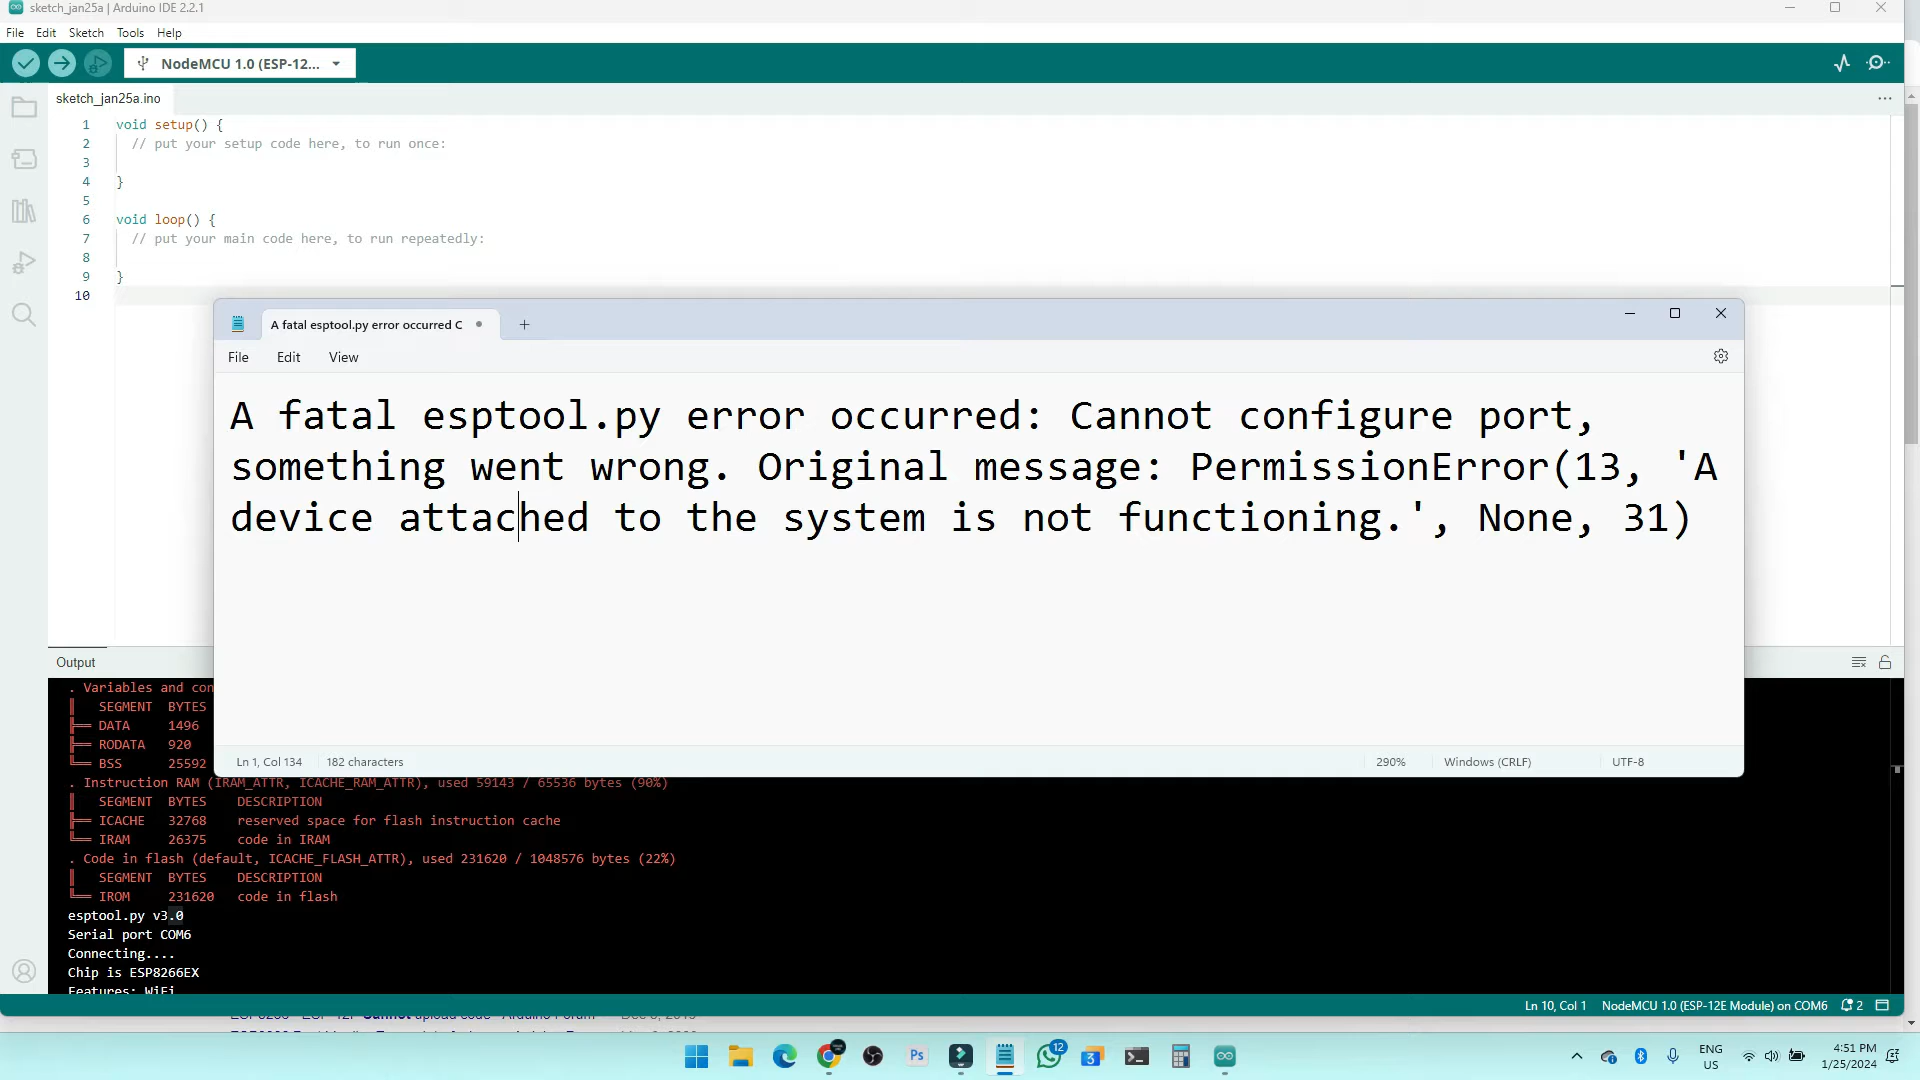 sketch_jan25a | Arduino IDE 2.2.1
File Edit Sketch Tools Help
NodeMCU 1.0 (ESP-12...
sketch_jan25a.ino
1 void setup() {
2 // put your setup code here, to run once:
3
4 }
5
6 void loop() {
7 // put your main code here, to run repeatedly:
8
9 }
10
A fatal esptool.py error occurred C
File Edit View
A fatal esptool.py error occurred: Cannot configure port,
something went wrong. Original message: PermissionError(13, 'A
device attached to the system is not functioning.', None, 31)
Ln 1, Col 134 182 characters 290% Windows (CRLF) UTF-8
Output
. Variables and con
SEGMENT BYTES
DATA 1496
RODATA 920
BSS 25592
. Instruction RAM (IRAM_ATTR, ICACHE_RAM_ATTR), used 59143 / 65536 bytes (90%)
SEGMENT BYTES DESCRIPTION
ICACHE 32768 reserved space for flash instruction cache
IRAM 26375 code in IRAM
. Code in flash (default, ICACHE_FLASH_ATTR), used 231620 / 1048576 bytes (22%)
SEGMENT BYTES DESCRIPTION
IROM 231620 code in flash
esptool.py v3.0
Serial port COM6
Connecting....
Chip is ESP8266EX
Features: WiFi
Ln 10, Col 1 NodeMCU 1.0 (ESP-12E Module) on COM6 2
Ps 12 3
ENG
US
4:51 PM
1/25/2024